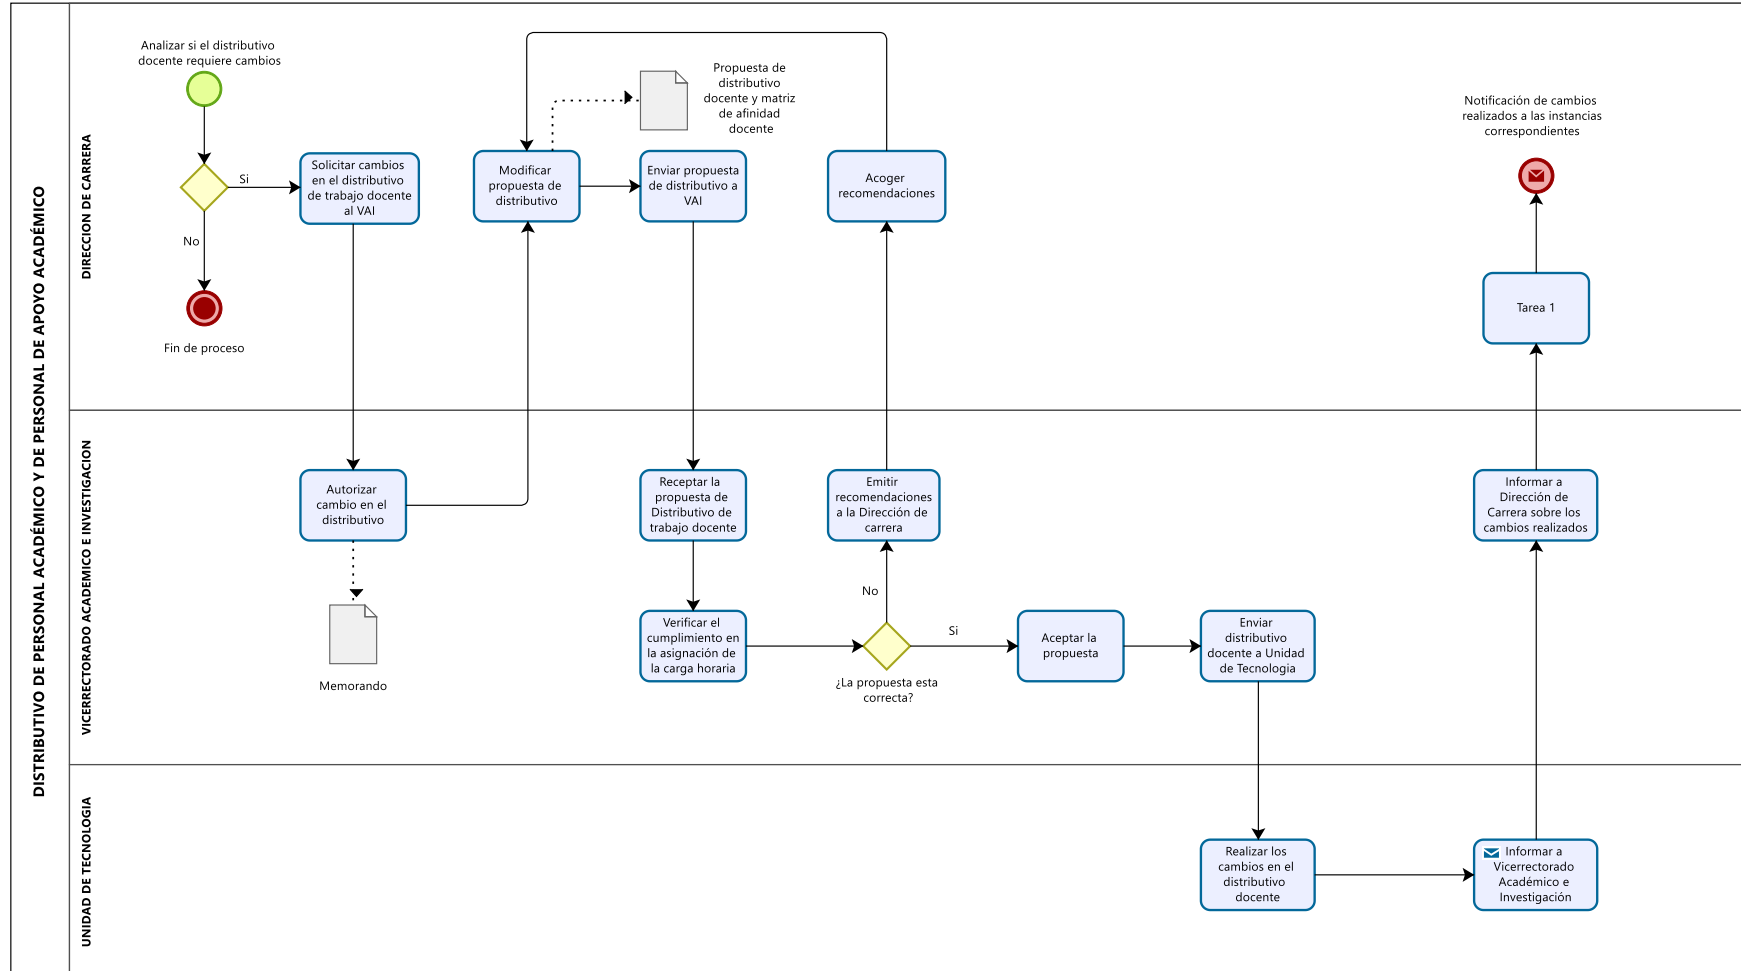 DISTRIBUTIVO DE PERSONAL ACADÉMICO Y DE PERSONAL DE APOYO ACADÉMICO
DIRECCION DE CARRERA
Analizar si el distributivo
docente requiere cambios
Si
No
Fin de proceso
Solicitar cambios
en el distributivo
de trabajo docente
al VAI
Modificar
propuesta de
distributivo
Propuesta de
distributivo
docente y matriz
de afinidad
docente
Enviar propuesta
de distributivo a
VAI
Acoger
recomendaciones
Notificación de cambios
realizados a las instancias
correspondientes
Tarea 1
VICERRECTORADO ACADEMICO E INVESTIGACION
Autorizar
cambio en el
distributivo
Memorando
Receptar la
propuesta de
Distributivo de
trabajo docente
Verificar el
cumplimiento en
la asignación de
la carga horaria
Emitir
recomendaciones
a la Dirección de
carrera
No
Si
¿La propuesta esta
correcta?
Aceptar la
propuesta
Enviar
distributivo
docente a Unidad
de Tecnologia
Informar a
Dirección de
Carrera sobre los
cambios realizados
UNIDAD DE TECNOLOGIA
Realizar los
cambios en el
distributivo
docente
Informar a
Vicerrectorado
Académico e
Investigación